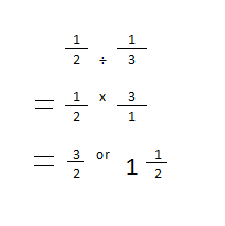 1/2 ÷ 1/3
= 1/2 x 3/1
= 3/2 or 1 1/2